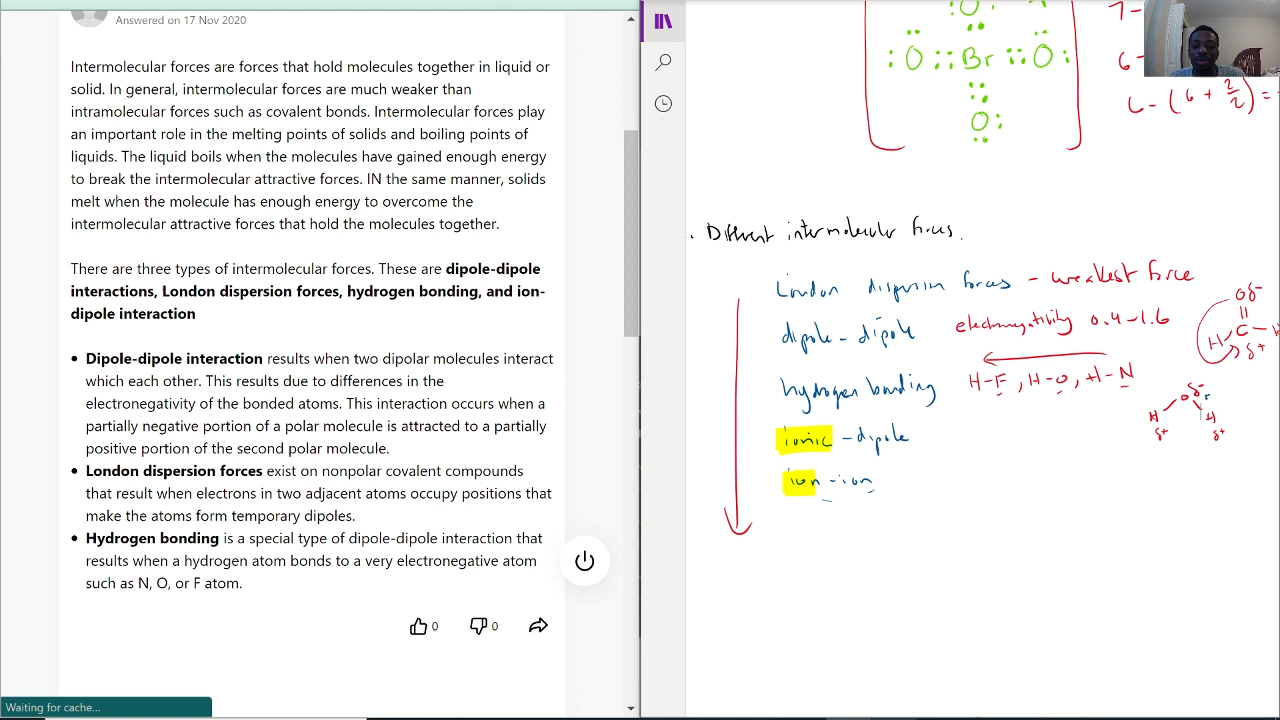 Answered on 17 Nov 2020
Intermolecular forces are forces that hold molecules together in liquid or
solid. In general, intermolecular forces are much weaker than
intramolecular forces such as covalent bonds. Intermolecular forces play
an important role in the melting points of solids and boiling points of
liquids. The liquid boils when the molecules have gained enough energy
to break the intermolecular attractive forces. IN the same manner, solids
melt when the molecule has enough energy to overcome the
intermolecular attractive forces that hold the molecules together.
There are three types of intermolecular forces. These are dipole-dipole
interactions, London dispersion forces, hydrogen bonding, and ion-
dipole interaction
• Dipole-dipole interaction results when two dipolar molecules interact
which each other. This results due to differences in the
electronegativity of the bonded atoms. This interaction occurs when a
partially negative portion of a polar molecule is attracted to a partially
positive portion of the second polar molecule.
• London dispersion forces exist on nonpolar covalent compounds
that result when electrons in two adjacent atoms occupy positions that
make the atoms form temporary dipoles.
• Hydrogen bonding is a special type of dipole-dipole interaction that
results when a hydrogen atom bonds to a very electronegative atom
such as N, O, or F atom.
0 0
Waiting for cache...
O Br O
O
6 -
6 - ( 6 + 2/2 ) =
. Different intermolecular forces.
London dispersion forces - weakest force
dipole - dipole electronegativity 0.4 - 1.6
hydrogen bonding H-F, H-O, H-N
ionic - dipole
ion - ion
Oδ-
H C H
δ+
O δ-
H H
δ+ δ+